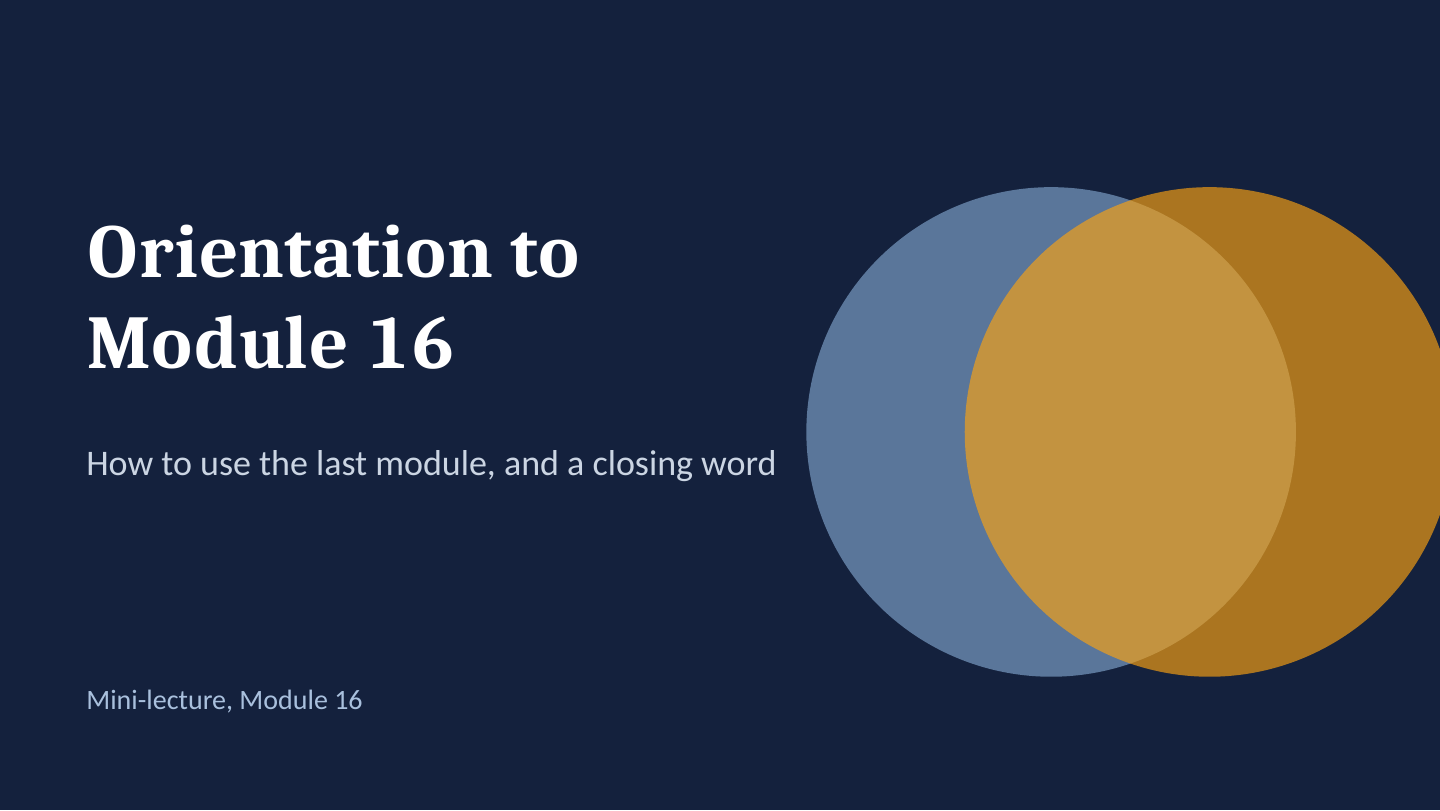 Orientation to
Module 16
How to use the last module, and a closing word
Mini-lecture, Module 16